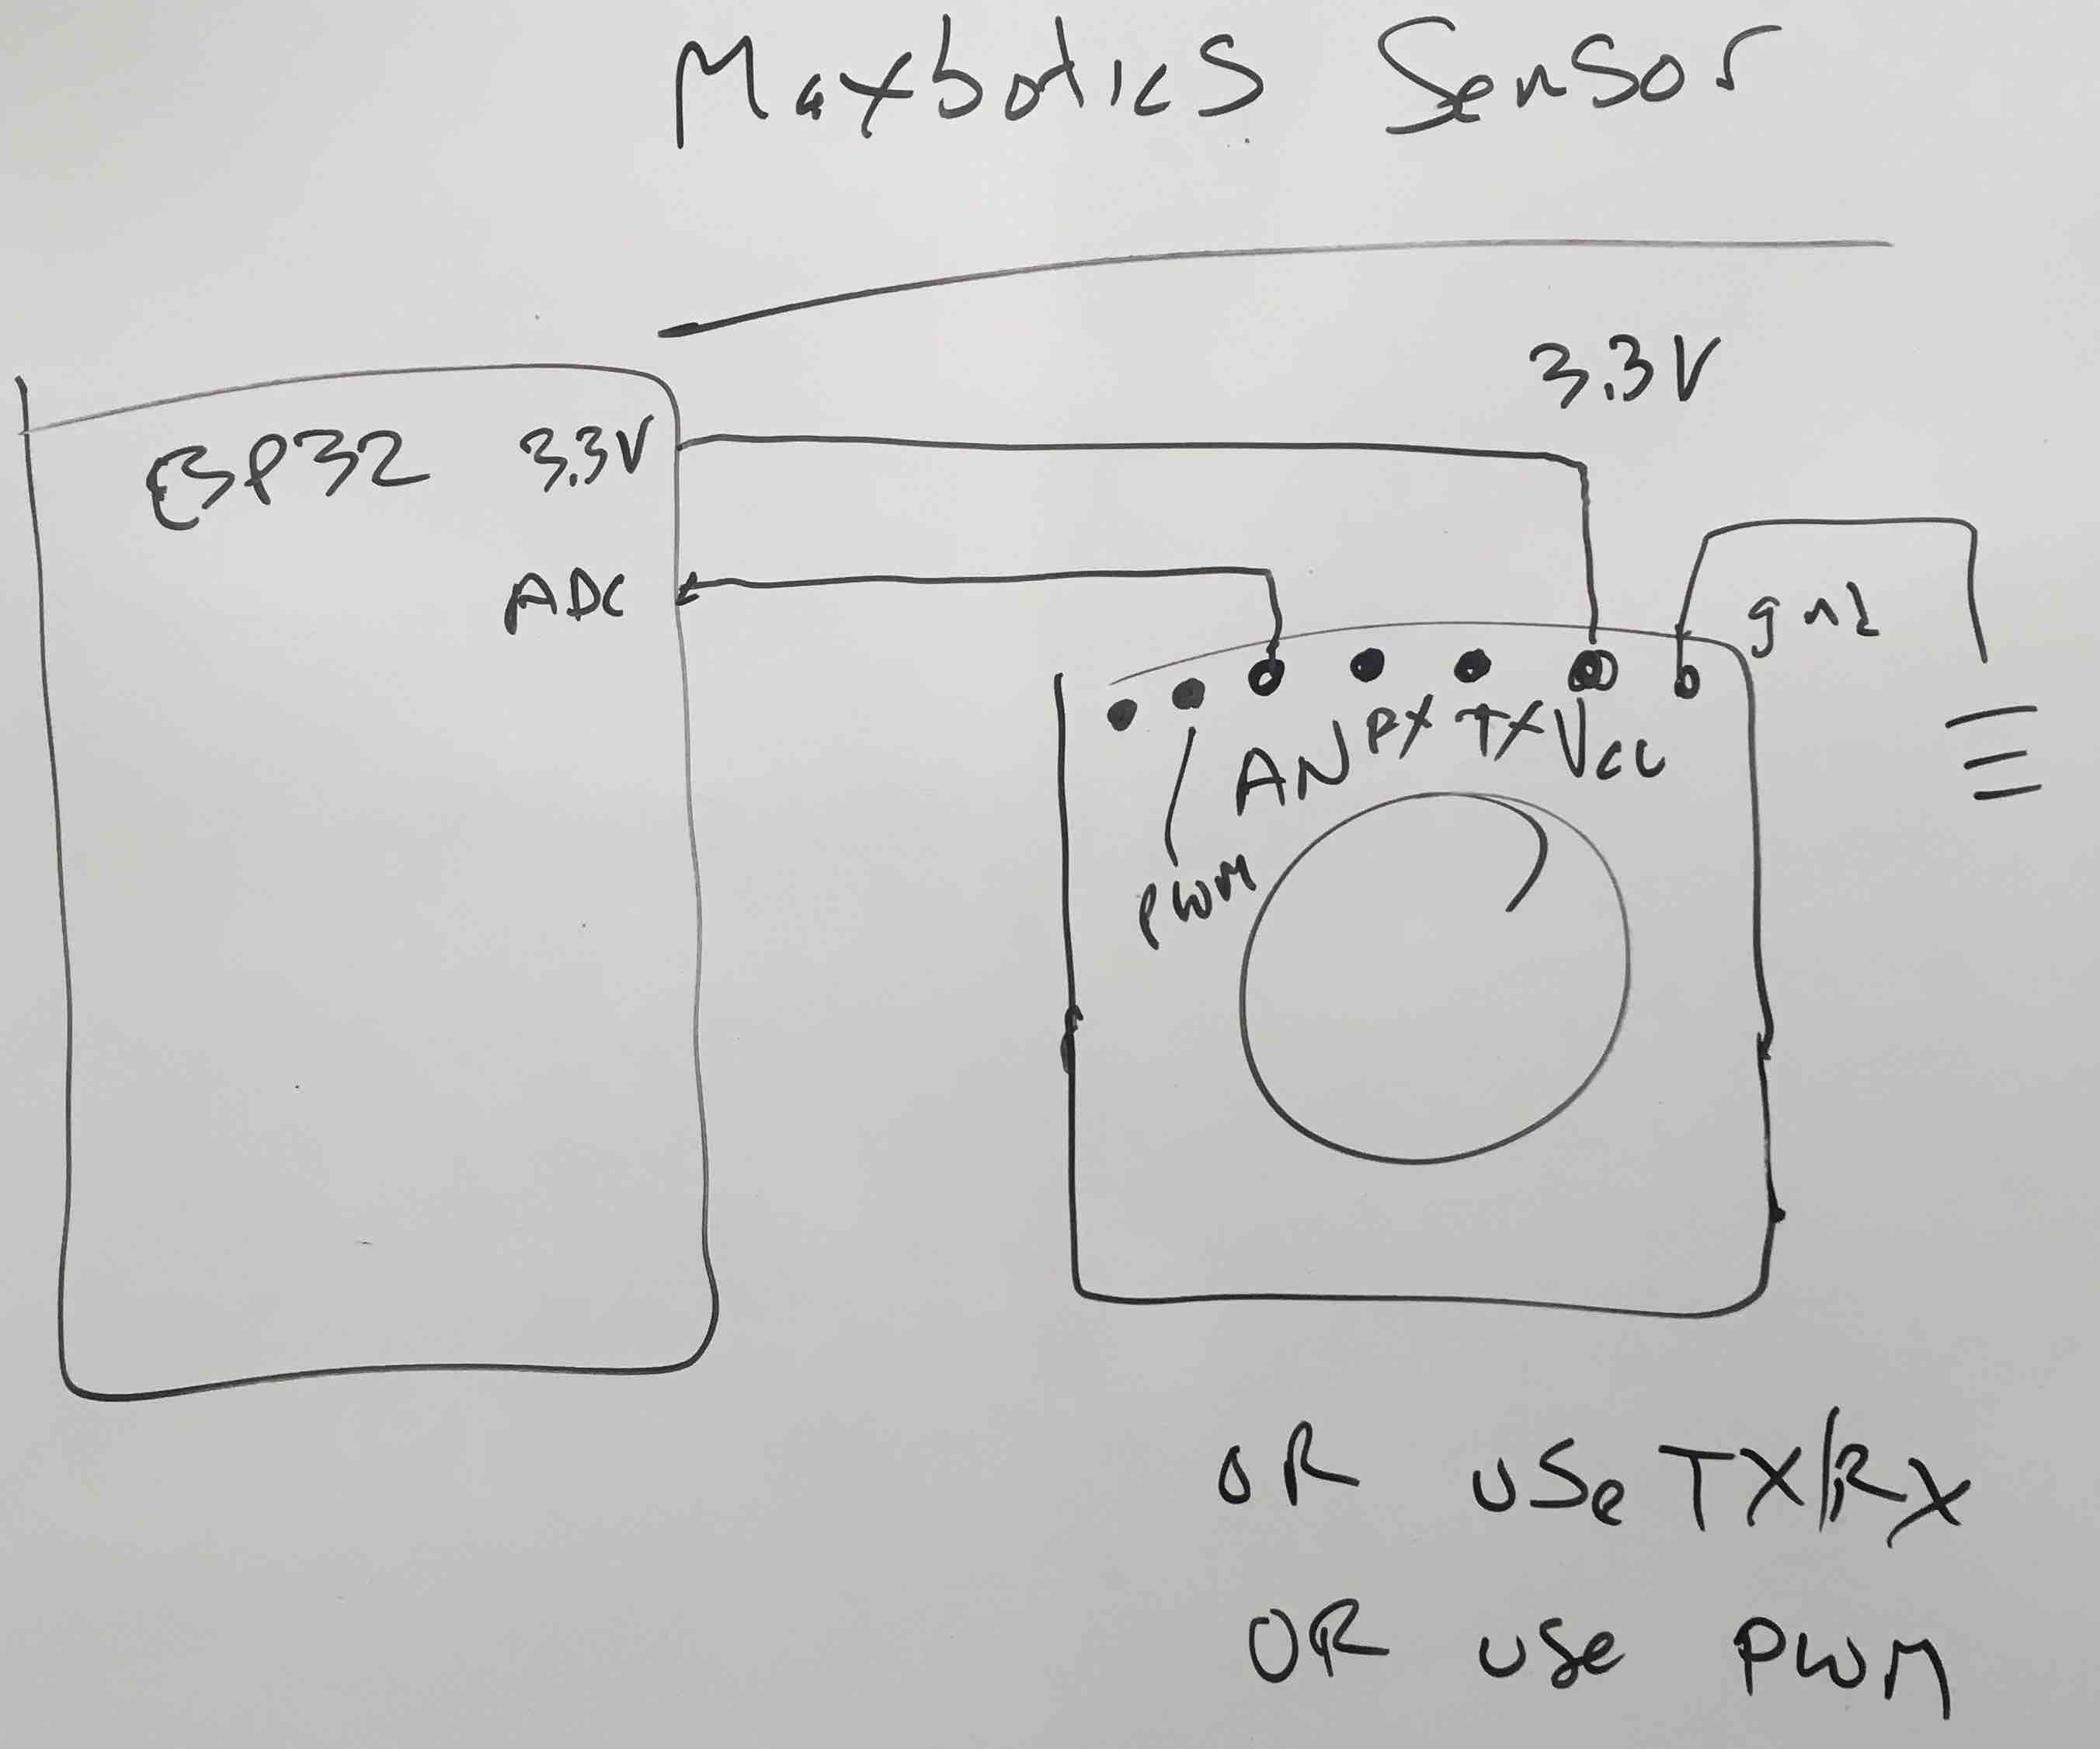 Maxbotics Sensor
3.3V
ESP32 3.3V
ADC
gnd
AN RX TX Vcc
PWM
OR use TX/RX
OR use PWM